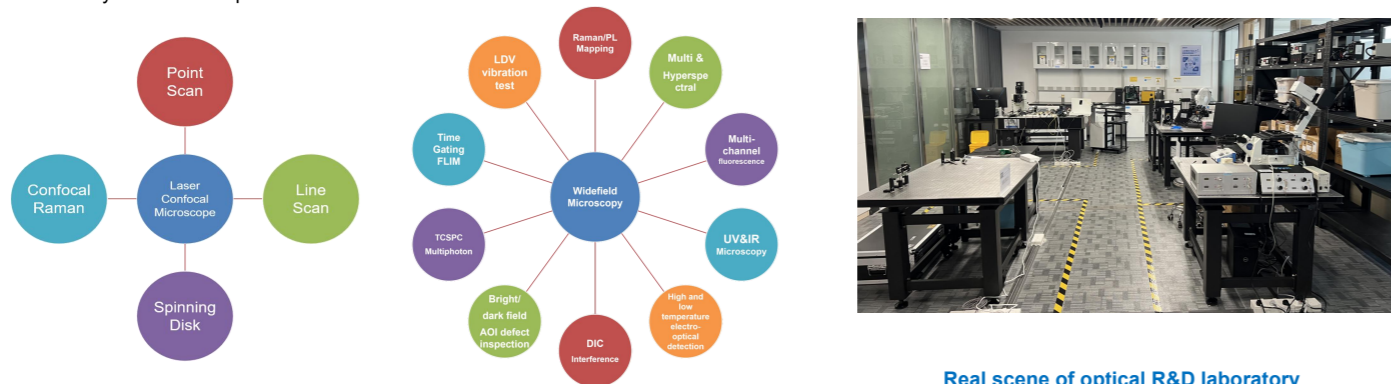 Point
Scan
Confocal
Raman
Laser
Confocal
Microscope
Line
Scan
Spinning
Disk
Raman/PL
Mapping
LDV
vibration
test
Multi &
Hyperspe
ctral
Time
Gating
FLIM
Multi-
channel
fluorescence
Widefield
Microscopy
TCSPC
Multiphoton
UV&IR
Microscopy
Bright/
dark field
AOI defect
inspection
High and
low
temperature
electro-
optical
detection
DIC
Interference
Real scene of optical R&D laboratory